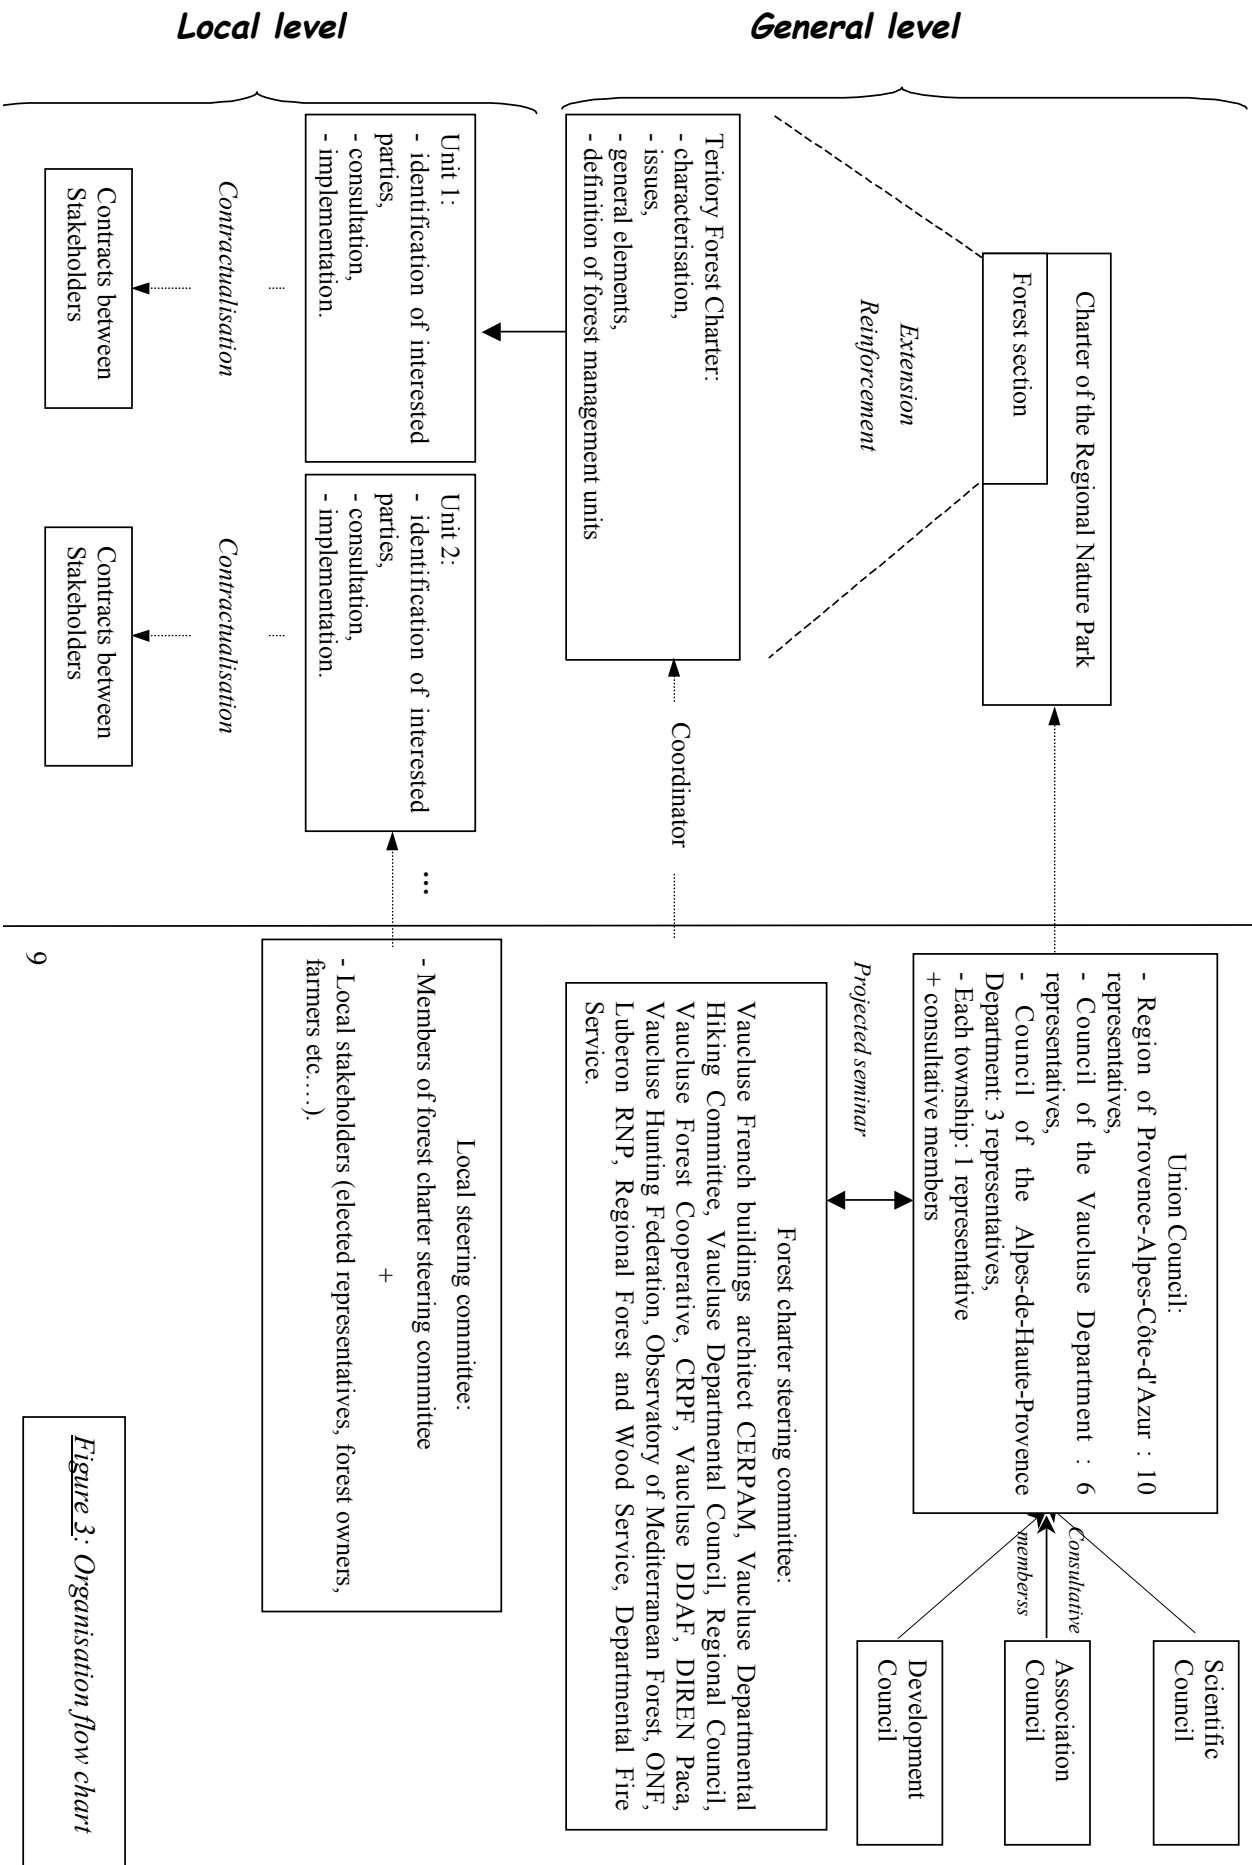 Local level
General level
Charter of the Regional Nature Park
Forest section
Extension
Reinforcement
Teritory Forest Charter:
- characterisation,
- issues,
- general elements,
- definition of forest management units
Coordinator
Unit 1:
- identification of interested
parties,
- consultation,
- implementation.
Unit 2:
- identification of interested
parties,
- consultation,
- implementation.
...
Contractualisation
Contractualisation
Contracts between
Stakeholders
Contracts between
Stakeholders
Union Council:
- Region of Provence-Alpes-Côte-d'Azur : 10
representatives,
- Council of the Vaucluse Department : 6
representatives,
- Council of the Alpes-de-Haute-Provence
Department: 3 representatives,
- Each township: 1 representative
+ consultative members
Scientific
Council
Association
Council
Development
Council
Consultative
memberss
Projected seminar
Forest charter steering committee:
Vaucluse French buildings architect CERPAM, Vaucluse Departmental
Hiking Committee, Vaucluse Departmental Council, Regional Council,
Vaucluse Forest Cooperative, CRPF, Vaucluse DDAF, DIREN Paca,
Vaucluse Hunting Federation, Observatory of Mediterranean Forest, ONF,
Luberon RNP, Regional Forest and Wood Service, Departmental Fire
Service.
Local steering committee:
- Members of forest charter steering committee
+
- Local stakeholders (elected representatives, forest owners,
farmers etc....).
Figure 3: Organisation flow chart
9